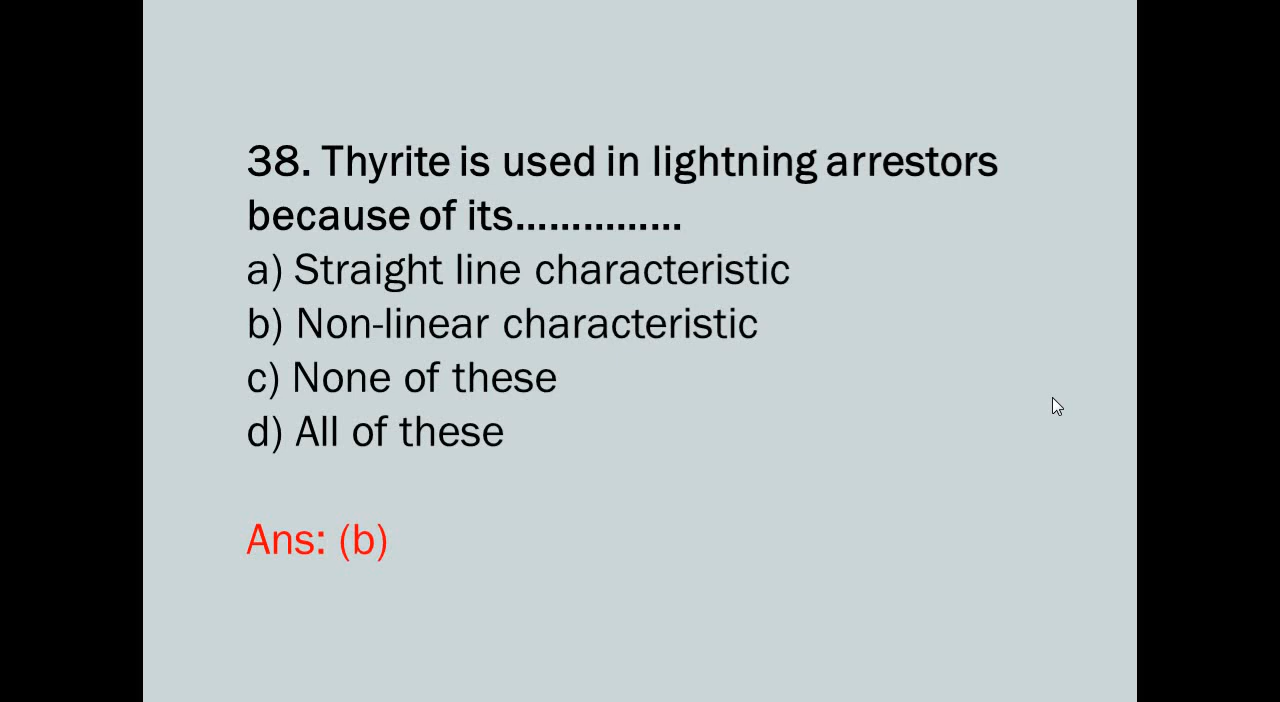 38. Thyrite is used in lightning arrestors
because of its...............
a) Straight line characteristic
b) Non-linear characteristic
c) None of these
d) All of these
Ans: (b)